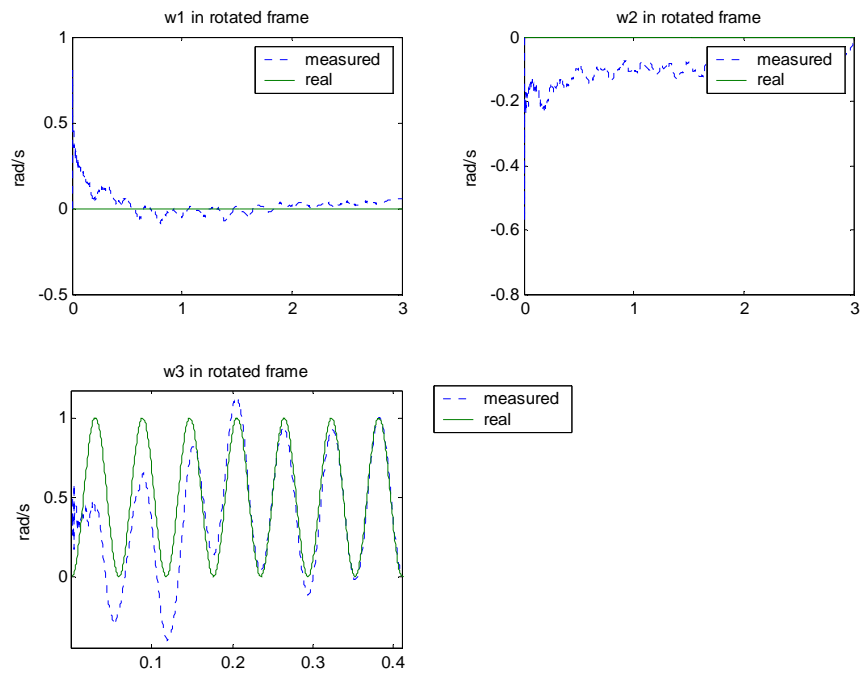 w1 in rotated frame
1
0.5
0
-0.5
rad/s
0
1
2
3
measured
real
w2 in rotated frame
0
-0.2
-0.4
-0.6
-0.8
rad/s
0
1
2
3
measured
real
w3 in rotated frame
1
0.5
0
rad/s
0.1
0.2
0.3
0.4
measured
real